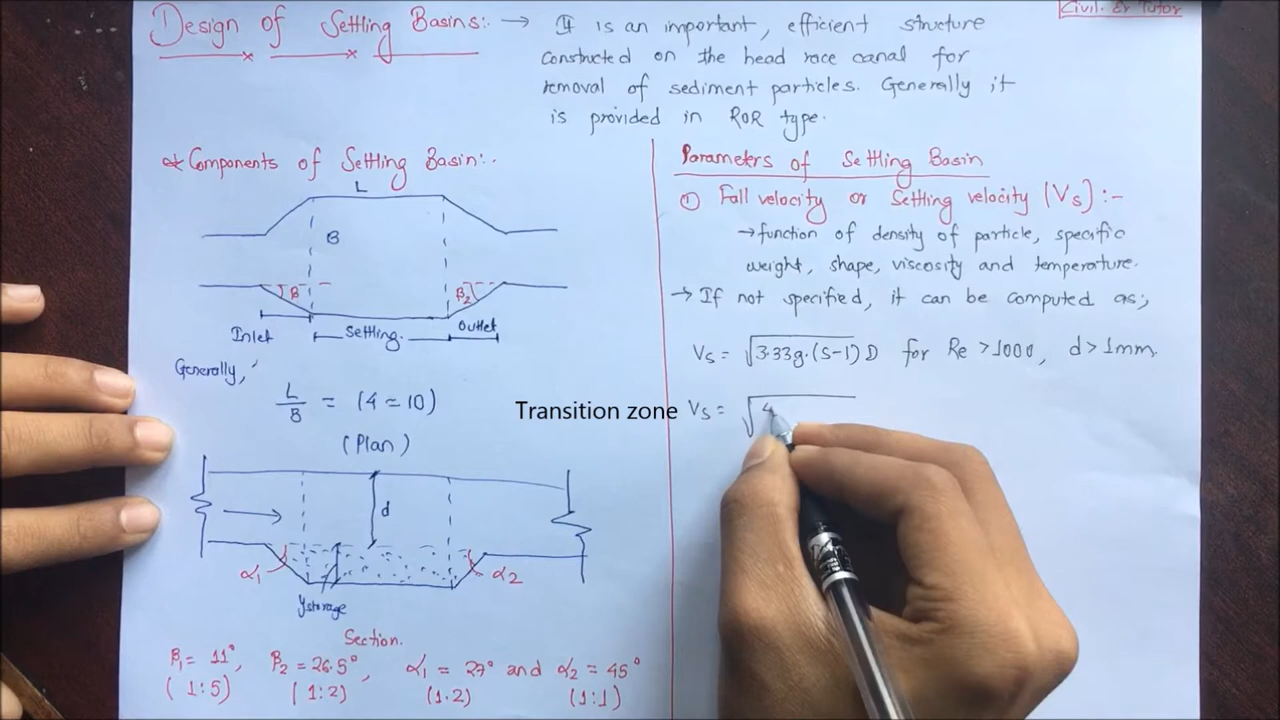 Design of Settling Basins:- → It is an important, efficient structure
constructed on the head race canal for
removal of sediment particles. Generally it
is provided in ROR type.
Civil Er Tutor
* Components of Settling Basin:-
L
B
β
β2
Inlet
Settling.
Outlet
Generally,
L/B = (4 ≃ 10)
(Plan)
d
α1
α2
ystorage
Section.
β1 = 11°, β2 = 26.5°, α1 = 27° and α2 = 45°
(1:5) (1:2) (1:2) (1:1)
Transition zone
Parameters of Settling Basin
① Fall velocity or Settling velocity (Vs) :-
→ function of density of particle, specific
weight, shape, viscosity and temperature.
→ If not specified, it can be computed as;
Vs = √3.33g.(S-1) D for Re > 1000, d > 1mm.
Vs = √4